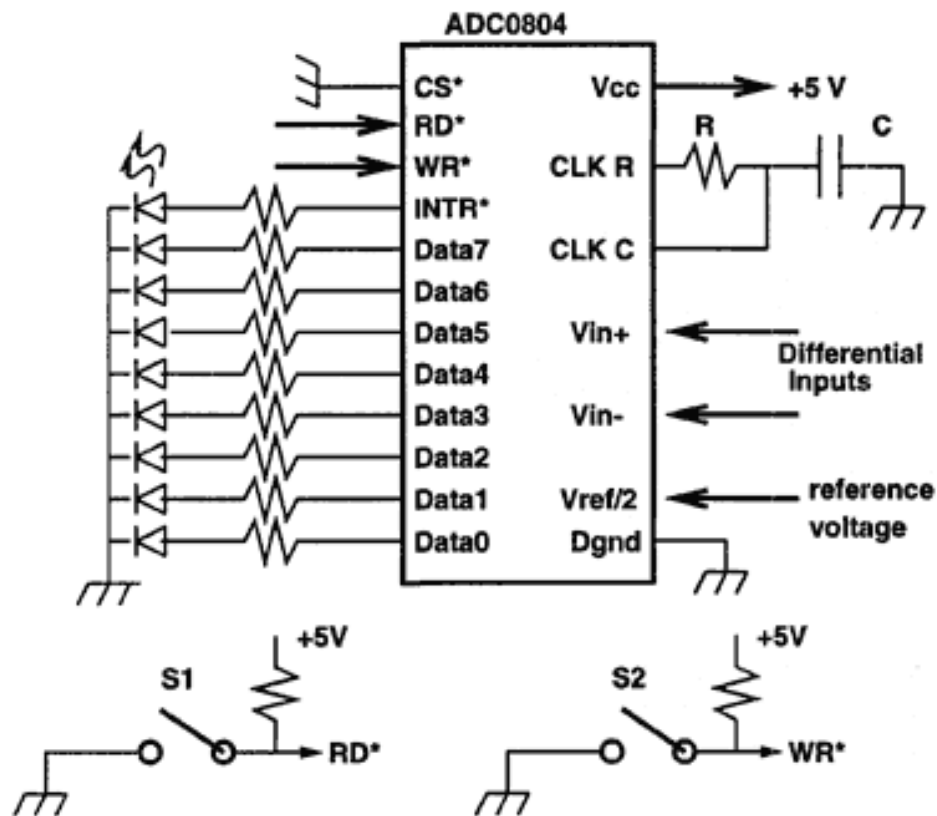 ADC0804
CS*
RD*
WR*
INTR*
Data7
Data6
Data5
Data4
Data3
Data2
Data1
Data0
Vcc
CLK R
CLK C
Vin+
Vin-
Vref/2
Dgnd
+5 V
R
C
Differential
Inputs
reference
voltage
+5V
S1
RD*
+5V
S2
WR*